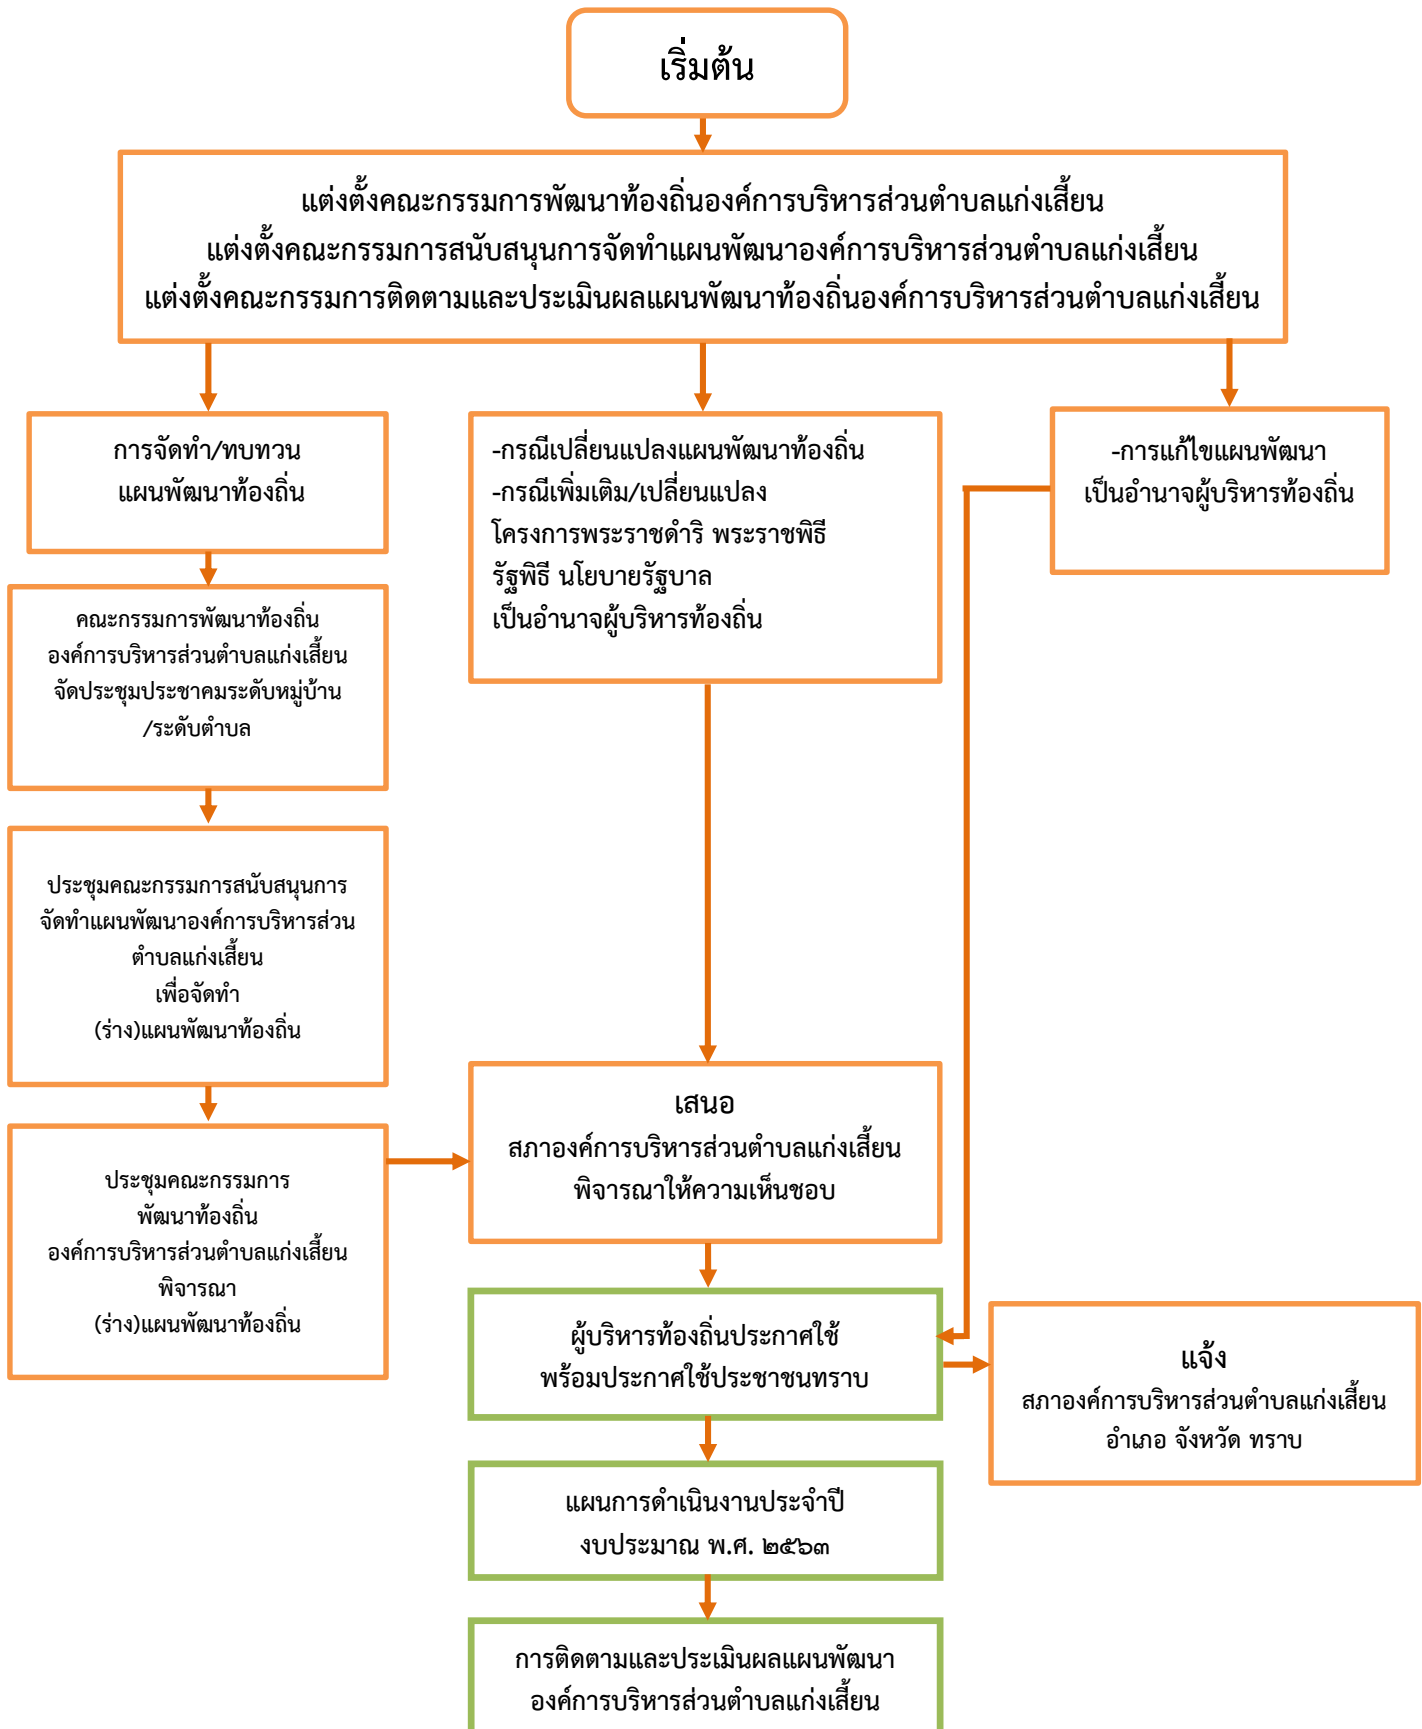 เริ่มต้น
แต่งตั้งคณะกรรมการพัฒนาท้องถิ่นองค์การบริหารส่วนตำบลแก่งเสี้ยน
แต่งตั้งคณะกรรมการสนับสนุนการจัดทำแผนพัฒนาองค์การบริหารส่วนตำบลแก่งเสี้ยน
แต่งตั้งคณะกรรมการติดตามและประเมินผลแผนพัฒนาท้องถิ่นองค์การบริหารส่วนตำบลแก่งเสี้ยน
การจัดทำ/ทบทวน
แผนพัฒนาท้องถิ่น
-กรณีเปลี่ยนแปลงแผนพัฒนาท้องถิ่น
-กรณีเพิ่มเติม/เปลี่ยนแปลง
โครงการพระราชดำริ พระราชพิธี
รัฐพิธี นโยบายรัฐบาล
เป็นอำนาจผู้บริหารท้องถิ่น
-การแก้ไขแผนพัฒนา
เป็นอำนาจผู้บริหารท้องถิ่น
คณะกรรมการพัฒนาท้องถิ่น
องค์การบริหารส่วนตำบลแก่งเสี้ยน
จัดประชุมประชาคมระดับหมู่บ้าน
/ระดับตำบล
ประชุมคณะกรรมการสนับสนุนการ
จัดทำแผนพัฒนาองค์การบริหารส่วน
ตำบลแก่งเสี้ยน
เพื่อจัดทำ
(ร่าง)แผนพัฒนาท้องถิ่น
ประชุมคณะกรรมการ
พัฒนาท้องถิ่น
องค์การบริหารส่วนตำบลแก่งเสี้ยน
พิจารณา
(ร่าง)แผนพัฒนาท้องถิ่น
เสนอ
สภาองค์การบริหารส่วนตำบลแก่งเสี้ยน
พิจารณาให้ความเห็นชอบ
ผู้บริหารท้องถิ่นประกาศใช้
พร้อมประกาศใช้ประชาชนทราบ
แจ้ง
สภาองค์การบริหารส่วนตำบลแก่งเสี้ยน
อำเภอ จังหวัด ทราบ
แผนการดำเนินงานประจำปี
งบประมาณ พ.ศ. ๒๕๖๓
การติดตามและประเมินผลแผนพัฒนา
องค์การบริหารส่วนตำบลแก่งเสี้ยน